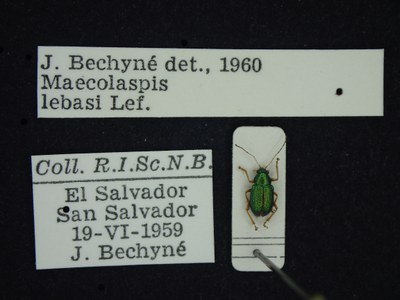 J. Bechyné det., 1960
Maecolaspis
lebasi Lef.
Coll. R.I.Sc.N.B.
El Salvador
San Salvador
19-VI-1959
J. Bechyné